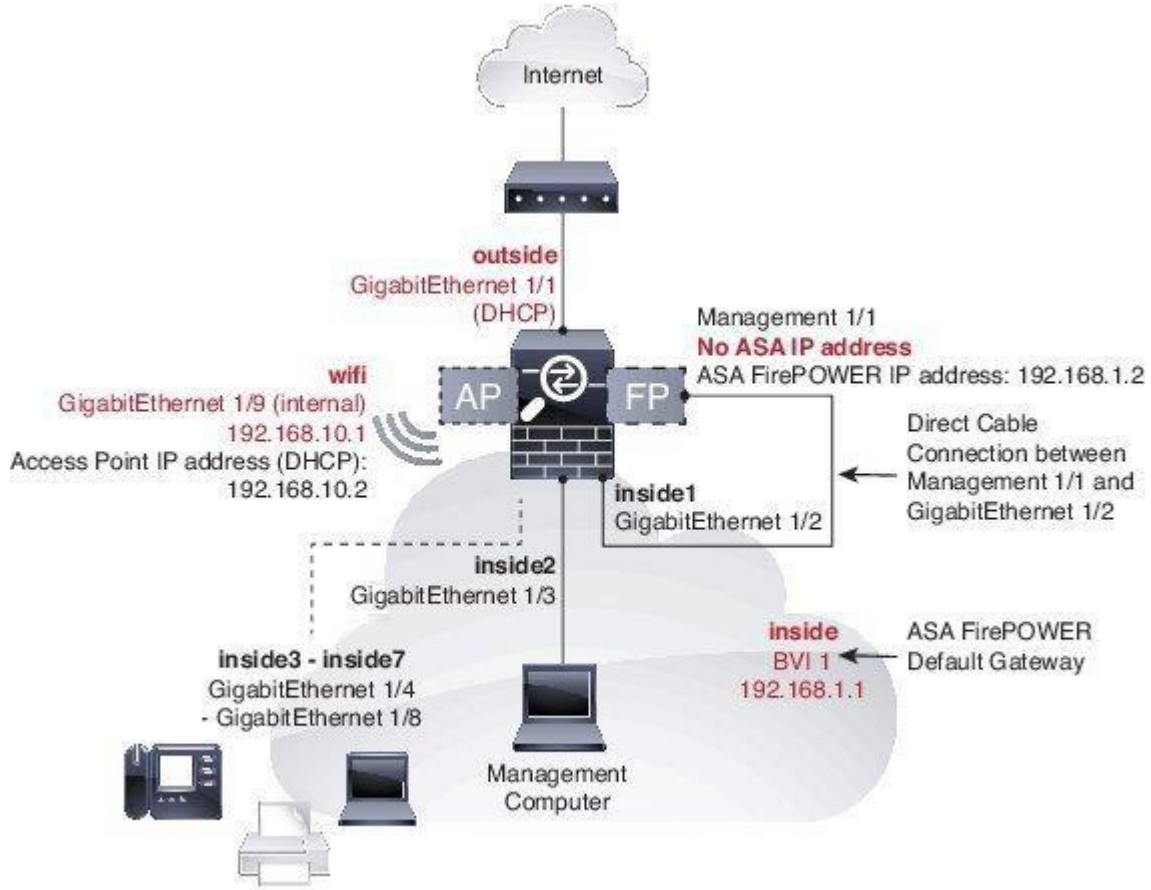 Internet
outside
GigabitEthernet 1/1
(DHCP)
Management 1/1
No ASA IP address
ASA FirePOWER IP address: 192.168.1.2
wifi
GigabitEthernet 1/9 (internal)
192.168.10.1
Access Point IP address (DHCP):
192.168.10.2
AP
FP
Direct Cable
Connection between
Management 1/1 and
GigabitEthernet 1/2
inside1
GigabitEthernet 1/2
inside2
GigabitEthernet 1/3
inside
BVI 1
192.168.1.1
ASA FirePOWER
Default Gateway
inside3 - inside7
GigabitEthernet 1/4
- GigabitEthernet 1/8
Management
Computer